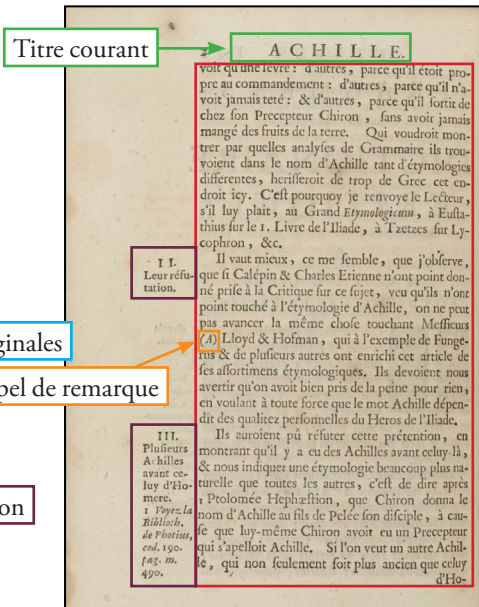 Titre courant
2 ACHILLE.
voit qu'une levre : d'autres, parce qu'il étoit pro-
pre au commandement : d'autres, parce qu'il n'a-
voit jamais teté : & d'autres, parce qu'il sortit de
chez son Precepteur Chiron, sans avoir jamais
mangé des fruits de la terre. Qui voudroit mon-
trer par quelles analyses de Grammaire ils trou-
voient dans le nom d'Achille tant d'étymologies
differentes, herisseroit de trop de Grec cet en-
droit icy. C'est pourquoy je renvoye le Lecteur,
s'il luy plait, au Grand Etymologicum, à Eusta-
thius sur le 1. Livre de l'Iliade, à Tzetzes sur Ly-
cophron, &c.
II.
Leur réfu-
tation.
Il vaut mieux, ce me semble, que j'observe,
que si Calépin & Charles Etienne n'ont point don-
né prise à la Critique sur ce sujet, veu qu'ils n'ont
point touché à l'étymologie d'Achille, on ne peut
pas avancer la même chose touchant Messieurs
(A) Lloyd & Hofman, qui à l'exemple de Funge-
rus & de plusieurs autres ont enrichi cet article de
ses assortimens étymologiques. Ils devoient nous
avertir qu'on avoit bien pris de la peine pour rien,
en voulant à toute force que le mot Achille dépen-
dît des qualitez personnelles du Heros de l'Iliade.
ginales
pel de remarque
III.
Plusieurs
Achilles
avant ce-
luy d'Ho-
mere.
1 Voyez la
Biblioth.
de Photius,
cod. 190.
pag. m.
490.
on
Ils auroient pû réfuter cette prétention, en
montrant qu'il y a eu des Achilles avant celuy-là,
& nous indiquer une étymologie beaucoup plus na-
turelle que toutes les autres, c'est de dire après
1 Ptolomée Hephæstion, que Chiron donna le
nom d'Achille au fils de Pelée son disciple, à cau-
se que luy-même Chiron avoit eu un Precepteur
qui s'apelloit Achille. Si l'on veut un autre Achil-
le, qui non seulement soit plus ancien que celuy
d'Ho-